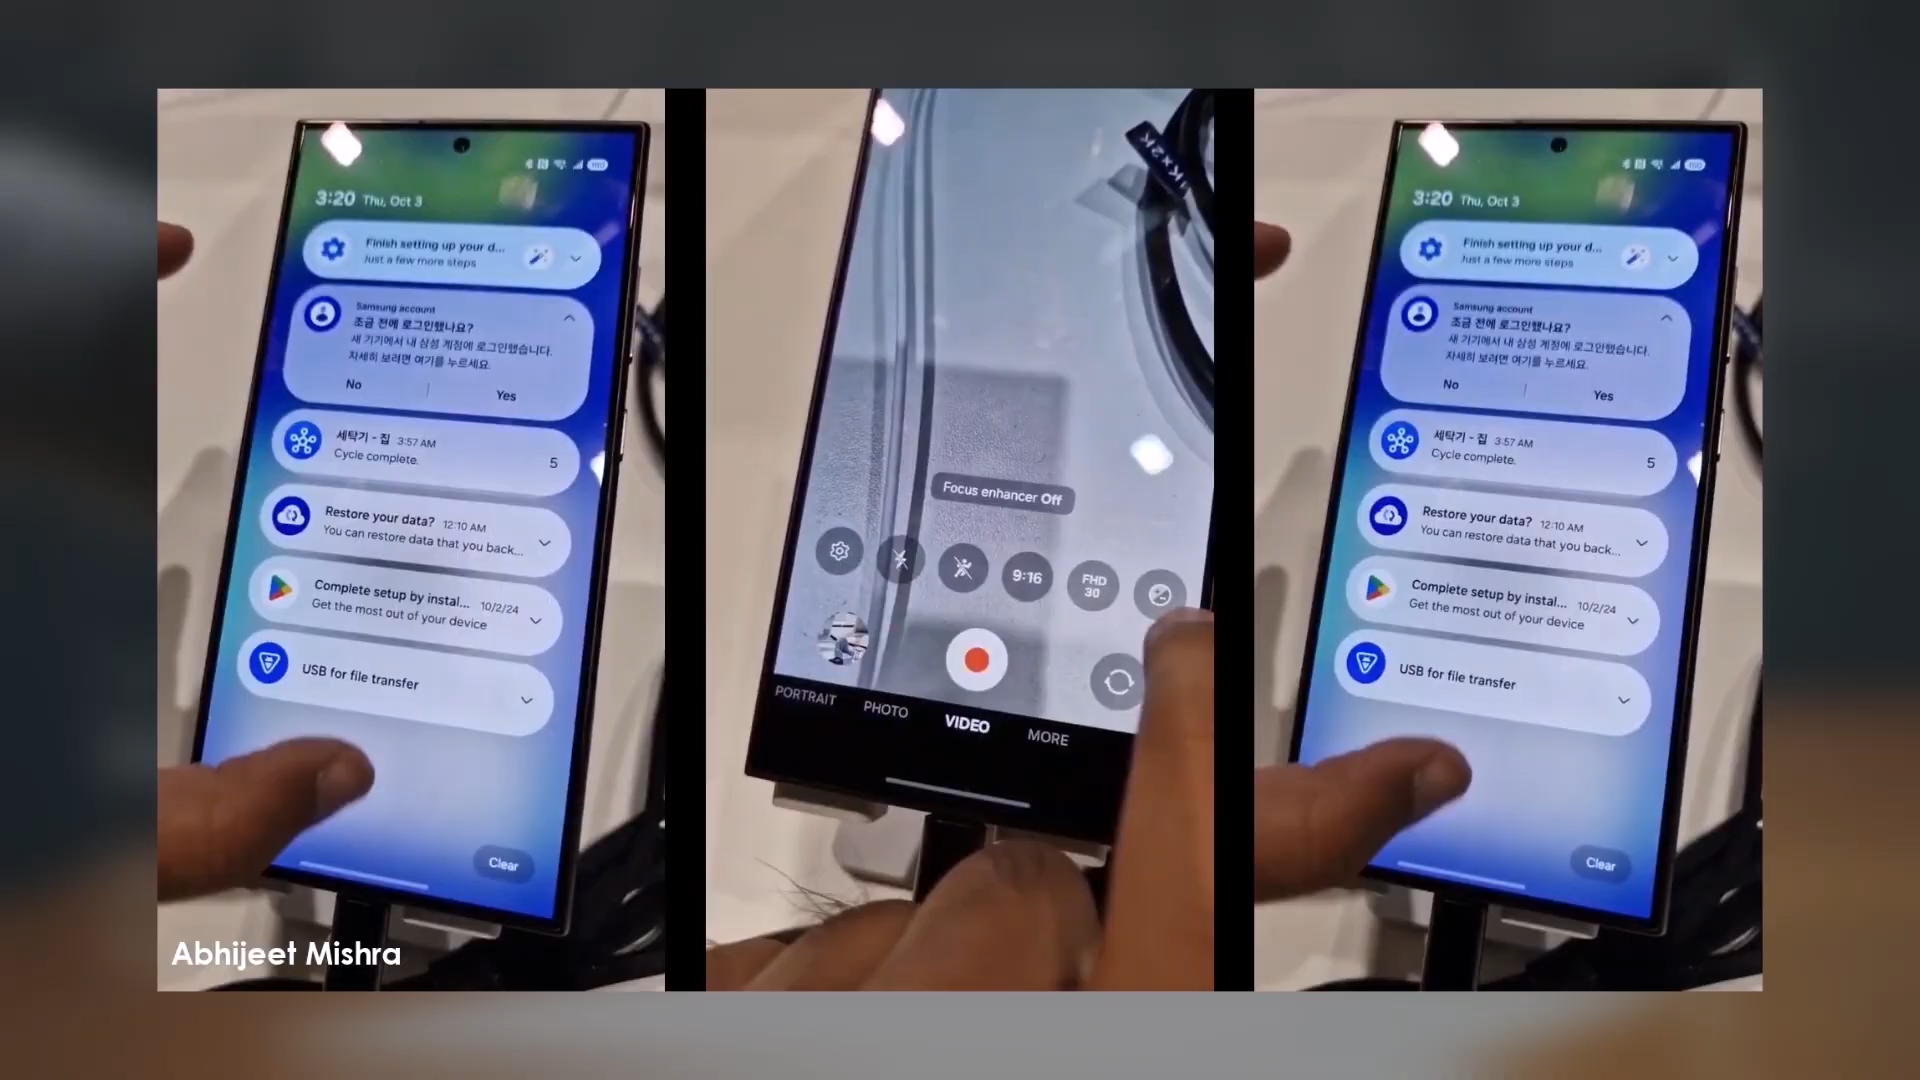 3:20 Thu, Oct 3
Finish setting up your d...
Just a few more steps
Samsung account
조금 전에 로그인했나요?
새 기기에서 내 삼성 계정에 로그인했습니다.
자세히 보려면 여기를 누르세요.
No
Yes
세탁기 - 집 3:57 AM
Cycle complete.
5
Restore your data? 12:10 AM
You can restore data that you back...
Complete setup by instal... 10/2/24
Get the most out of your device
USB for file transfer
Clear
Abhijeet Mishra
Focus enhancer Off
9:16
FHD
30
PORTRAIT
PHOTO
VIDEO
MORE
3:20 Thu, Oct 3
Finish setting up your d...
Just a few more steps
Samsung account
조금 전에 로그인했나요?
새 기기에서 내 삼성 계정에 로그인했습니다.
자세히 보려면 여기를 누르세요.
No
Yes
세탁기 - 집 3:57 AM
Cycle complete.
5
Restore your data? 12:10 AM
You can restore data that you back...
Complete setup by instal... 10/2/24
Get the most out of your device
USB for file transfer
Clear